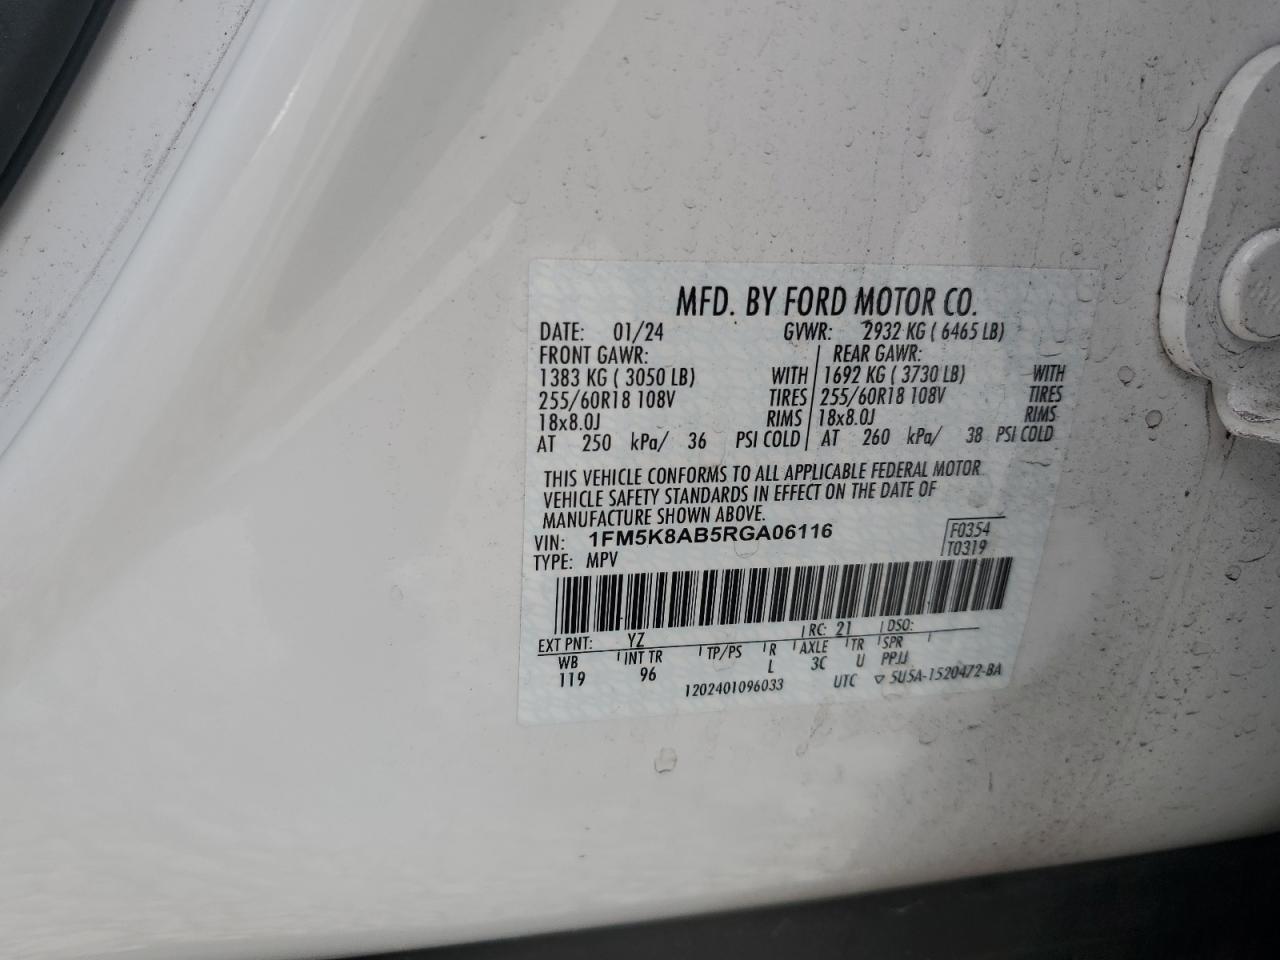 MFD. BY FORD MOTOR CO.
DATE: 01/24 GVWR: 2932 KG ( 6465 LB)
FRONT GAWR: REAR GAWR:
1383 KG ( 3050 LB) WITH 1692 KG ( 3730 LB) WITH
255/60R18 108V TIRES 255/60R18 108V TIRES
18x8.0J RIMS 18x8.0J RIMS
AT 250 kPa/ 36 PSI COLD AT 260 kPa/ 38 PSI COLD
THIS VEHICLE CONFORMS TO ALL APPLICABLE FEDERAL MOTOR
VEHICLE SAFETY STANDARDS IN EFFECT ON THE DATE OF
MANUFACTURE SHOWN ABOVE.
VIN: 1FM5K8AB5RGA06116 F0354
TYPE: MPV T0319
EXT PNT: YZ RC: 21 DSO:
WB INT TR TP/PS R AXLE TR SPR
119 96 L 3C U PPJJ
1202401096033 UTC ▽ 5U5A-1520472-BA